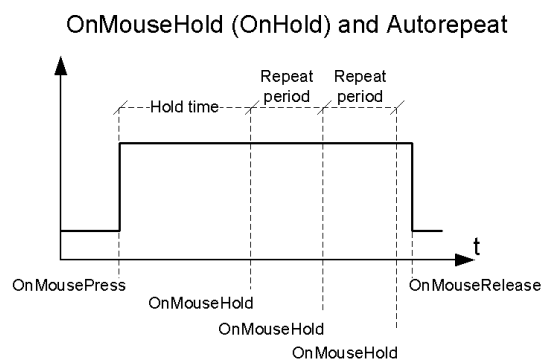 OnMouseHold (OnHold) and Autorepeat
Repeat period
Repeat period
Hold time
t
OnMousePress
OnMouseRelease
OnMouseHold
OnMouseHold
OnMouseHold